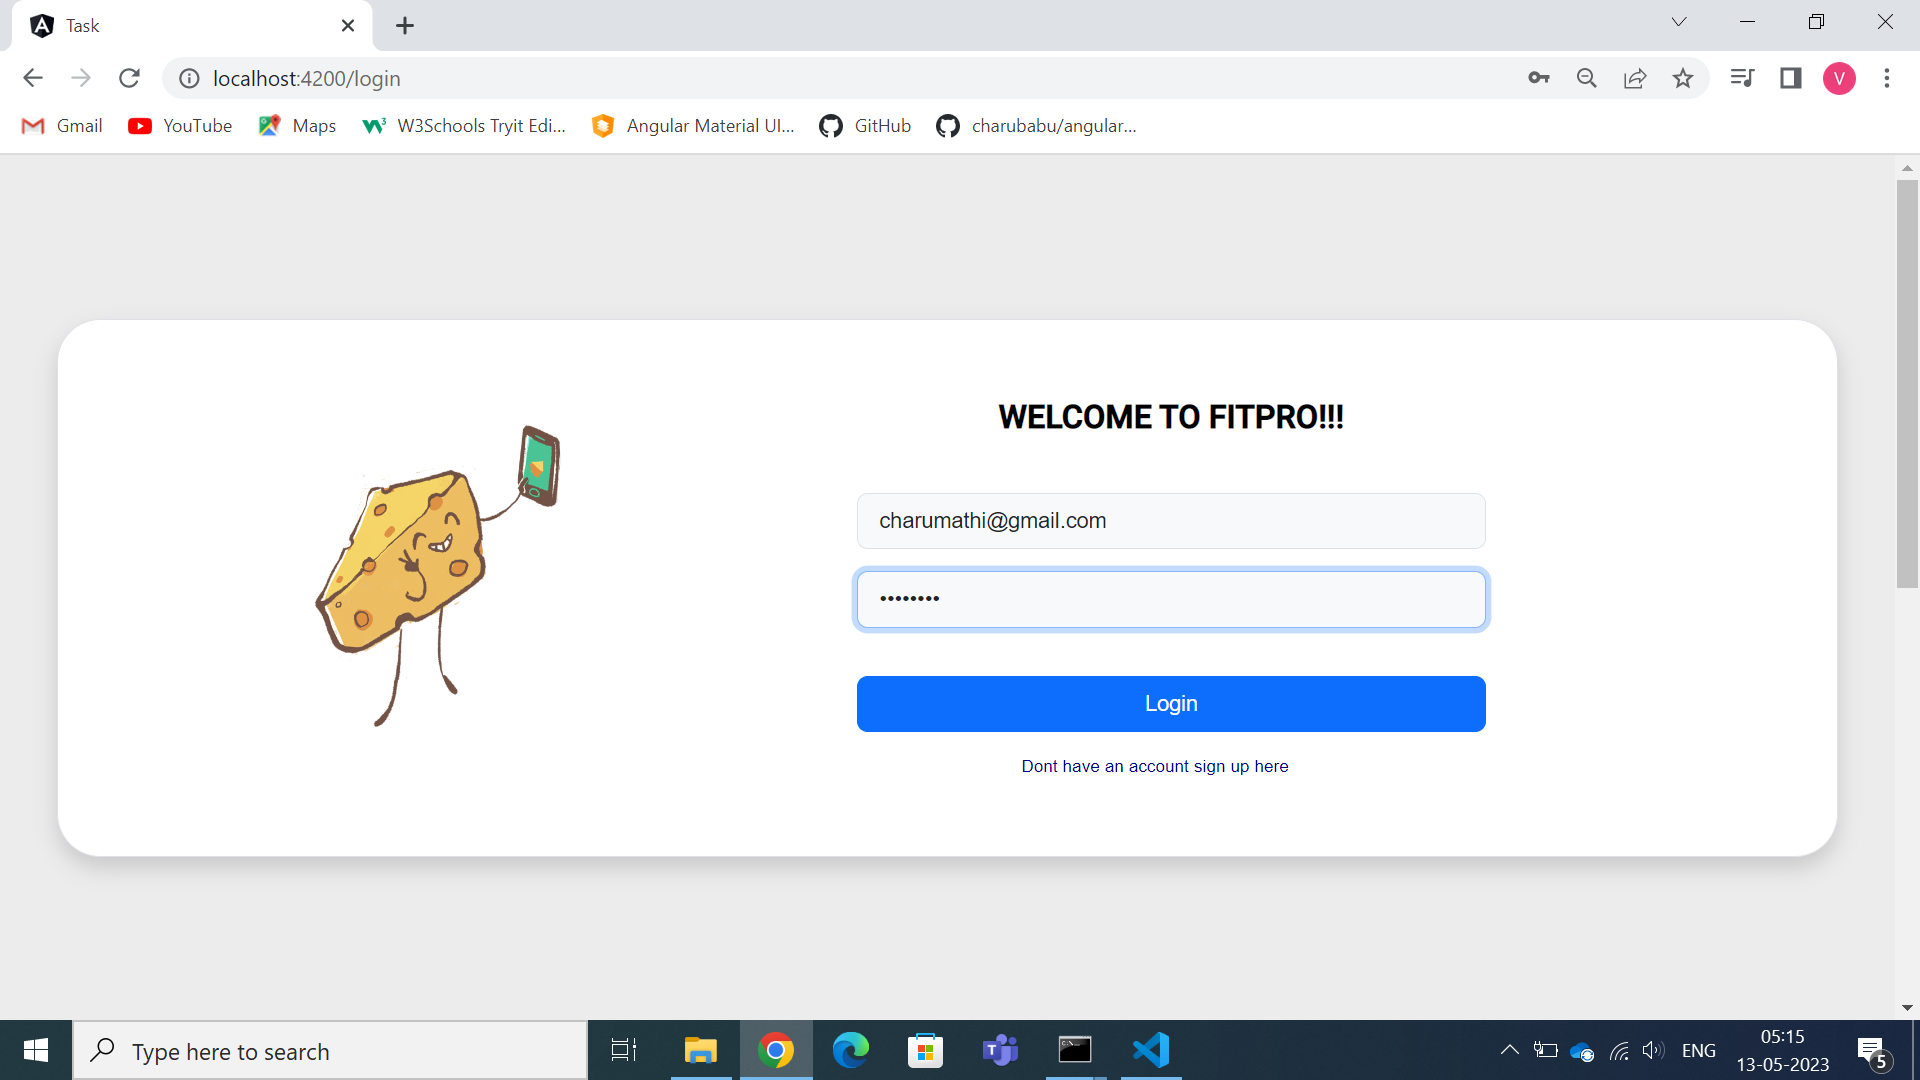 Task
localhost:4200/login
V
Gmail
YouTube
Maps
W3Schools Tryit Edi...
Angular Material UI...
GitHub
charubabu/angular...
WELCOME TO FITPRO!!!
charumathi@gmail.com
••••••••
Login
Dont have an account sign up here
Type here to search
ENG
05:15
13-05-2023
5